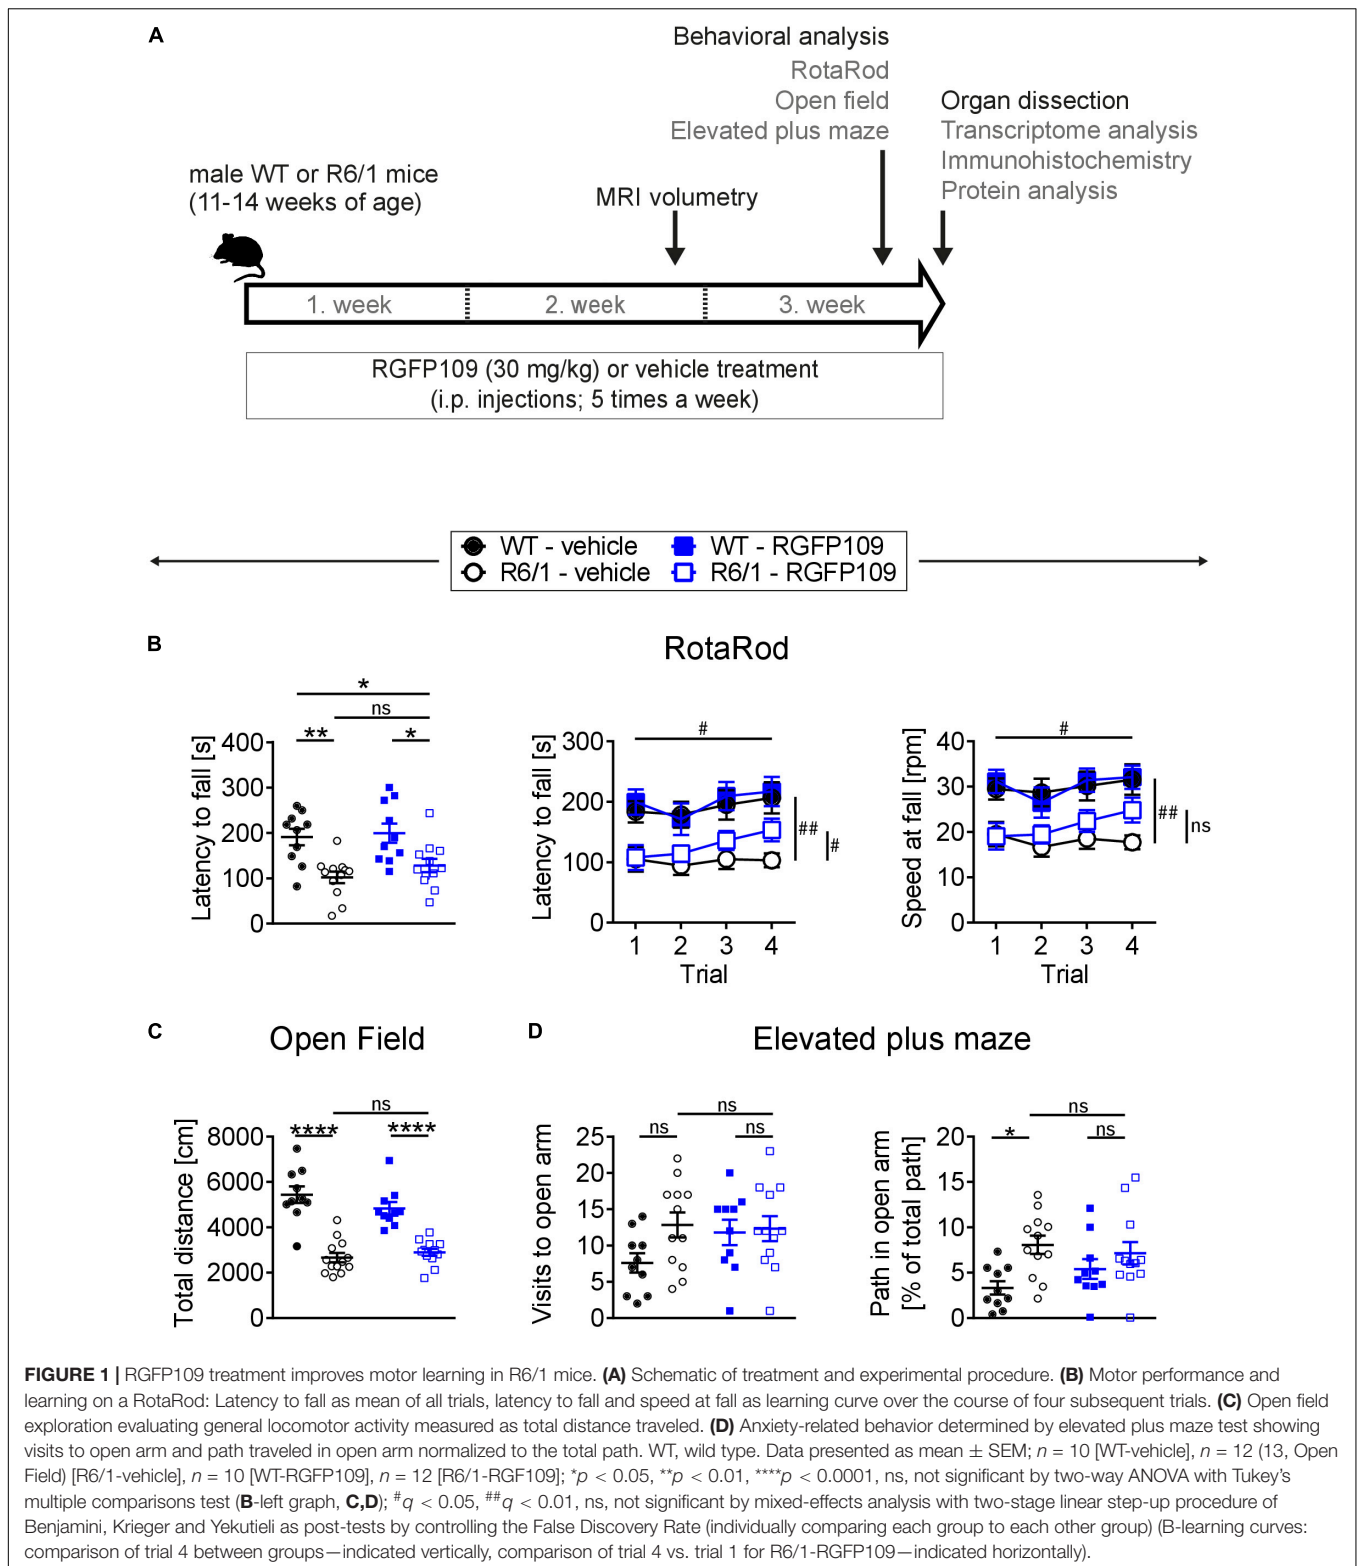 A
Behavioral analysis
RotaRod
Open field
Elevated plus maze
Organ dissection
Transcriptome analysis
Immunohistochemistry
Protein analysis
male WT or R6/1 mice
(11-14 weeks of age)
MRI volumetry
1. week
2. week
3. week
RGFP109 (30 mg/kg) or vehicle treatment
(i.p. injections; 5 times a week)
WT - vehicle
WT - RGFP109
R6/1 - vehicle
R6/1 - RGFP109
B
RotaRod
*
ns
**
*
Latency to fall [s]
400
300
200
100
0
#
Latency to fall [s]
300
200
100
0
##
#
1 2 3 4
Trial
#
Speed at fall [rpm]
40
30
20
10
0
##
ns
1 2 3 4
Trial
C
Open Field
ns
****
****
Total distance [cm]
8000
6000
4000
2000
0
D
Elevated plus maze
ns
ns
ns
Visits to open arm
25
20
15
10
5
0
ns
*
ns
Path in open arm
[% of total path]
20
15
10
5
0
FIGURE 1 | RGFP109 treatment improves motor learning in R6/1 mice. (A) Schematic of treatment and experimental procedure. (B) Motor performance and
learning on a RotaRod: Latency to fall as mean of all trials, latency to fall and speed at fall as learning curve over the course of four subsequent trials. (C) Open field
exploration evaluating general locomotor activity measured as total distance traveled. (D) Anxiety-related behavior determined by elevated plus maze test showing
visits to open arm and path traveled in open arm normalized to the total path. WT, wild type. Data presented as mean ± SEM; n = 10 [WT-vehicle], n = 12 (13, Open
Field) [R6/1-vehicle], n = 10 [WT-RGFP109], n = 12 [R6/1-RGF109]; *p < 0.05, **p < 0.01, ****p < 0.0001, ns, not significant by two-way ANOVA with Tukey's
multiple comparisons test (B-left graph, C,D); #q < 0.05, ##q < 0.01, ns, not significant by mixed-effects analysis with two-stage linear step-up procedure of
Benjamini, Krieger and Yekutieli as post-tests by controlling the False Discovery Rate (individually comparing each group to each other group) (B-learning curves:
comparison of trial 4 between groups—indicated vertically, comparison of trial 4 vs. trial 1 for R6/1-RGFP109—indicated horizontally).